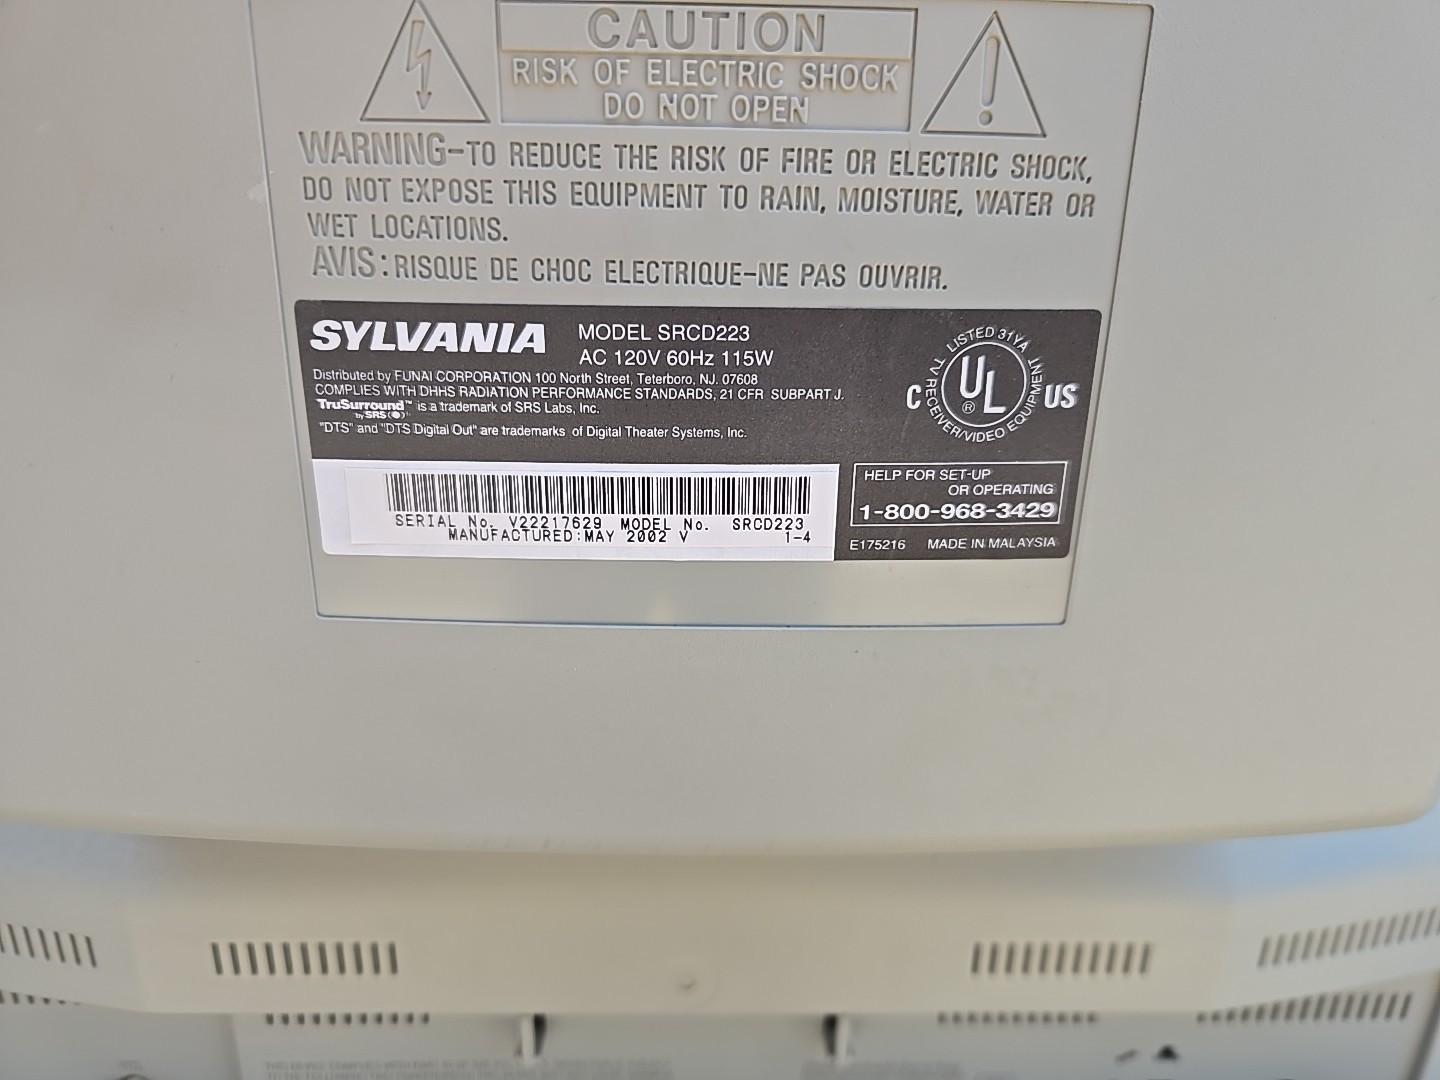 CAUTION
RISK OF ELECTRIC SHOCK
DO NOT OPEN
WARNING-TO REDUCE THE RISK OF FIRE OR ELECTRIC SHOCK,
DO NOT EXPOSE THIS EQUIPMENT TO RAIN, MOISTURE, WATER OR
WET LOCATIONS.
AVIS: RISQUE DE CHOC ELECTRIQUE-NE PAS OUVRIR.
SYLVANIA
MODEL SRCD223
AC 120V 60Hz 115W
Distributed by FUNAI CORPORATION 100 North Street, Teterboro, NJ. 07608
COMPLIES WITH DHHS RADIATION PERFORMANCE STANDARDS, 21 CFR SUBPART J.
TruSurround™ is a trademark of SRS Labs, Inc.
by SRS
"DTS" and "DTS Digital Out" are trademarks of Digital Theater Systems, Inc.
LISTED 31YA
C UL ® US
TV RECEIVER/VIDEO EQUIPMENT
SERIAL No. V22217629 MODEL No. SRCD223
MANUFACTURED:MAY 2002 V 1-4
HELP FOR SET-UP
OR OPERATING
1-800-968-3429
E175216 MADE IN MALAYSIA